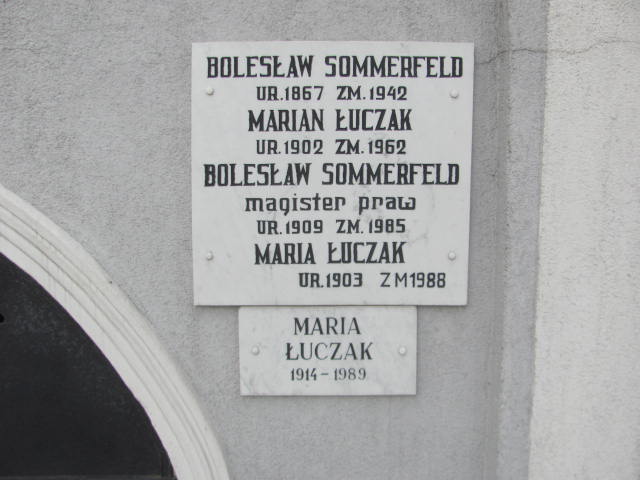 BOLESŁAW SOMMERFELD
UR.1867 ZM.1942
MARIAN ŁUCZAK
UR.1902 ZM.1962
BOLESŁAW SOMMERFELD
magister praw
UR.1909 ZM.1985
MARIA ŁUCZAK
UR.1903 ZM1988
MARIA
ŁUCZAK
1914-1989